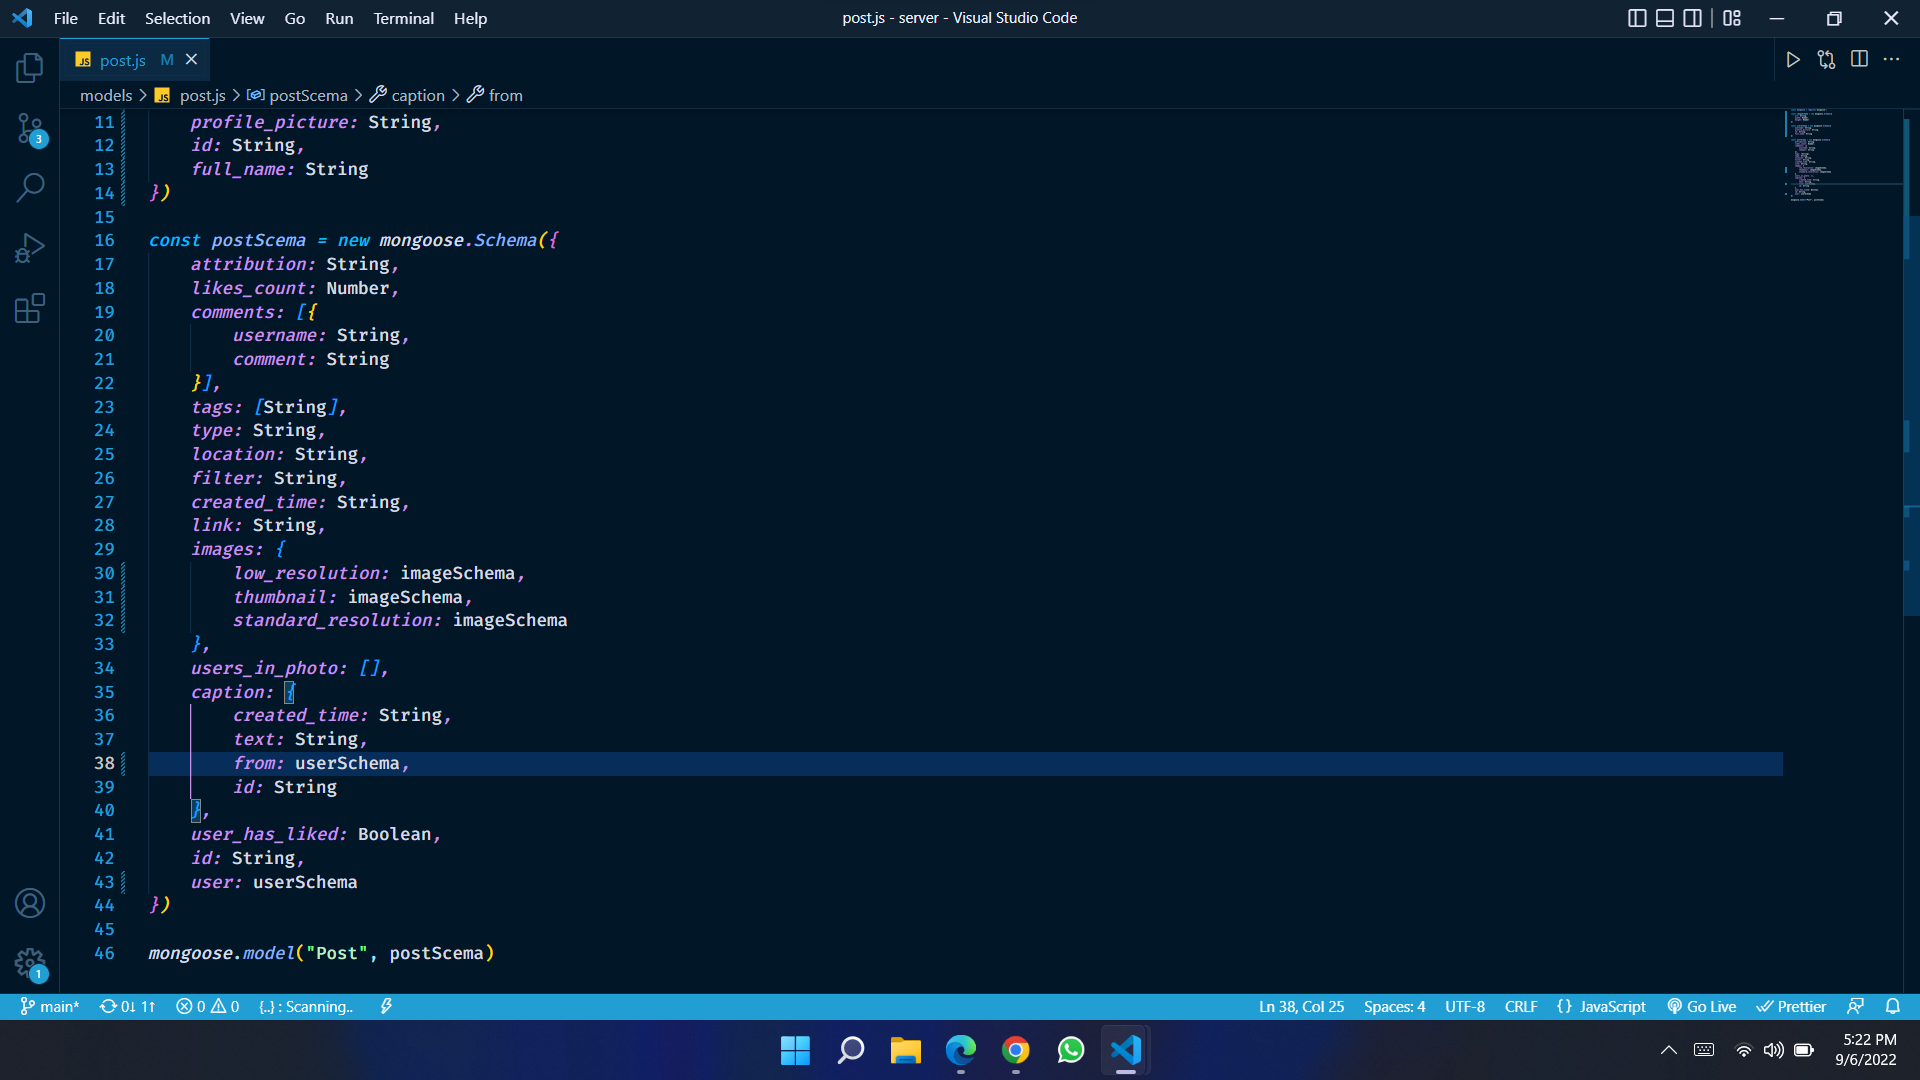 File Edit Selection View Go Run Terminal Help
post.js - server - Visual Studio Code
JS post.js M
models > JS post.js > postScema > caption > from
3
11 profile_picture: String,
12 id: String,
13 full_name: String
14 })
15
16 const postScema = new mongoose.Schema({
17 attribution: String,
18 likes_count: Number,
19 comments: [{
20 username: String,
21 comment: String
22 }],
23 tags: [String],
24 type: String,
25 location: String,
26 filter: String,
27 created_time: String,
28 link: String,
29 images: {
30 low_resolution: imageSchema,
31 thumbnail: imageSchema,
32 standard_resolution: imageSchema
33 },
34 users_in_photo: [],
35 caption: {
36 created_time: String,
37 text: String,
38 from: userSchema,
39 id: String
40 },
41 user_has_liked: Boolean,
42 id: String,
43 user: userSchema
44 })
45
46 mongoose.model("Post", postScema)
1
main* 0↓ 1↑ 0 0 {..} : Scanning.. Ln 38, Col 25 Spaces: 4 UTF-8 CRLF {} JavaScript Go Live Prettier
5:22 PM
9/6/2022